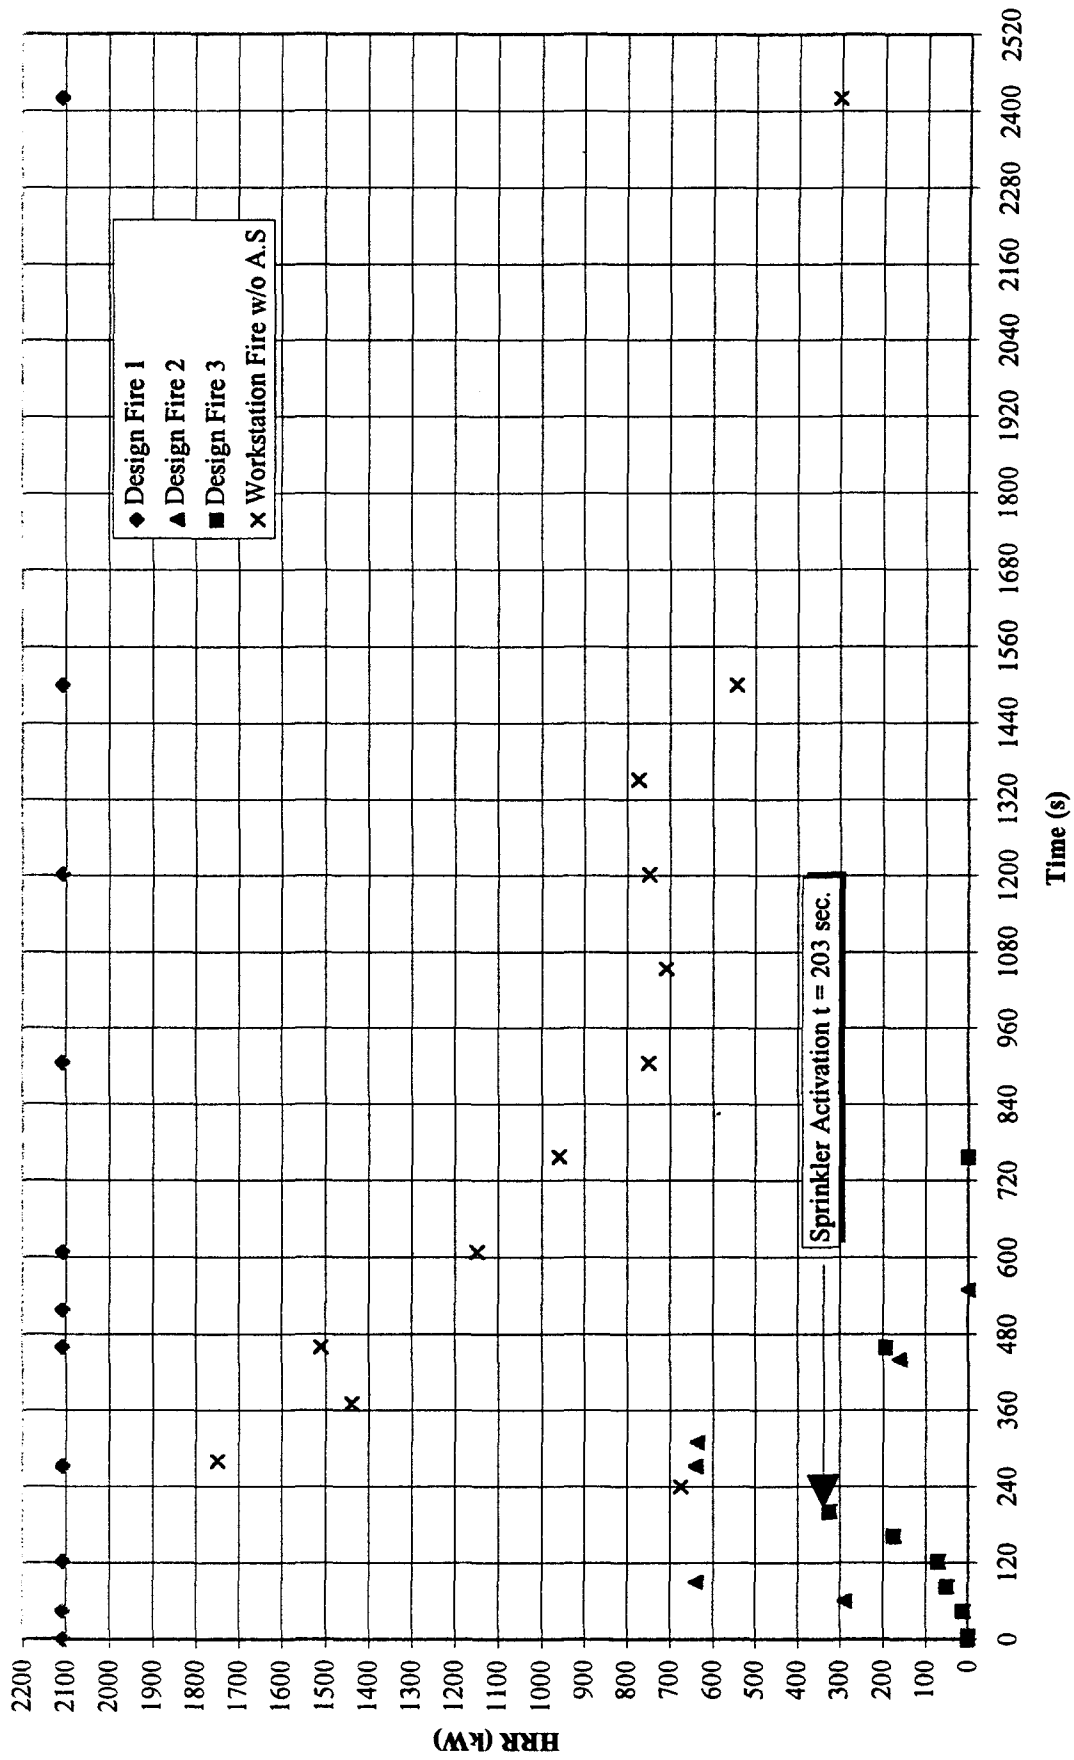 HRR (kW)
2200
2100
2000
1900
1800
1700
1600
1500
1400
1300
1200
1100
1000
900
800
700
600
500
400
300
200
100
0
Design Fire 1
Design Fire 2
Design Fire 3
Workstation Fire w/o A.S
Sprinkler Activation t = 203 sec.
0 120 240 360 480 600 720 840 960 1080 1200 1320 1440 1560 1680 1800 1920 2040 2160 2280 2400 2520
Time (s)